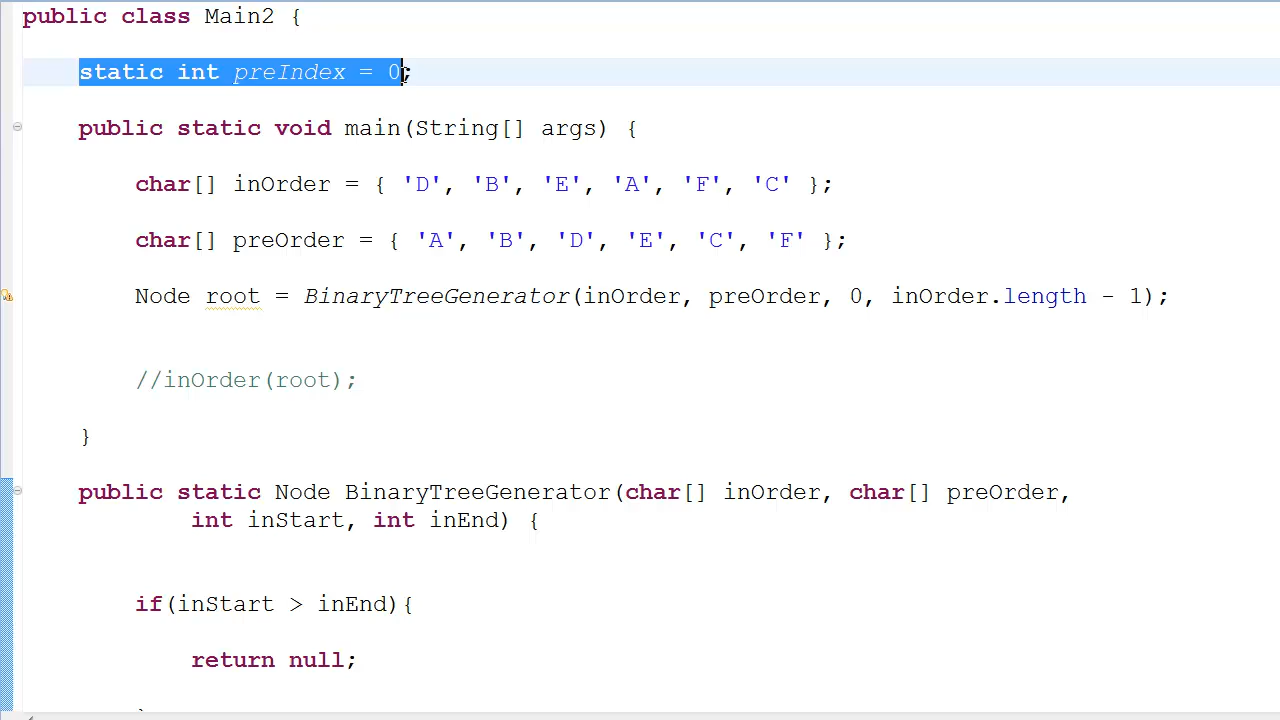 public class Main2 {
static int preIndex = 0;
public static void main(String[] args) {
char[] inOrder = { 'D', 'B', 'E', 'A', 'F', 'C' };
char[] preOrder = { 'A', 'B', 'D', 'E', 'C', 'F' };
Node root = BinaryTreeGenerator(inOrder, preOrder, 0, inOrder.length - 1);
//inOrder(root);
}
public static Node BinaryTreeGenerator(char[] inOrder, char[] preOrder,
int inStart, int inEnd) {
if(inStart > inEnd){
return null;